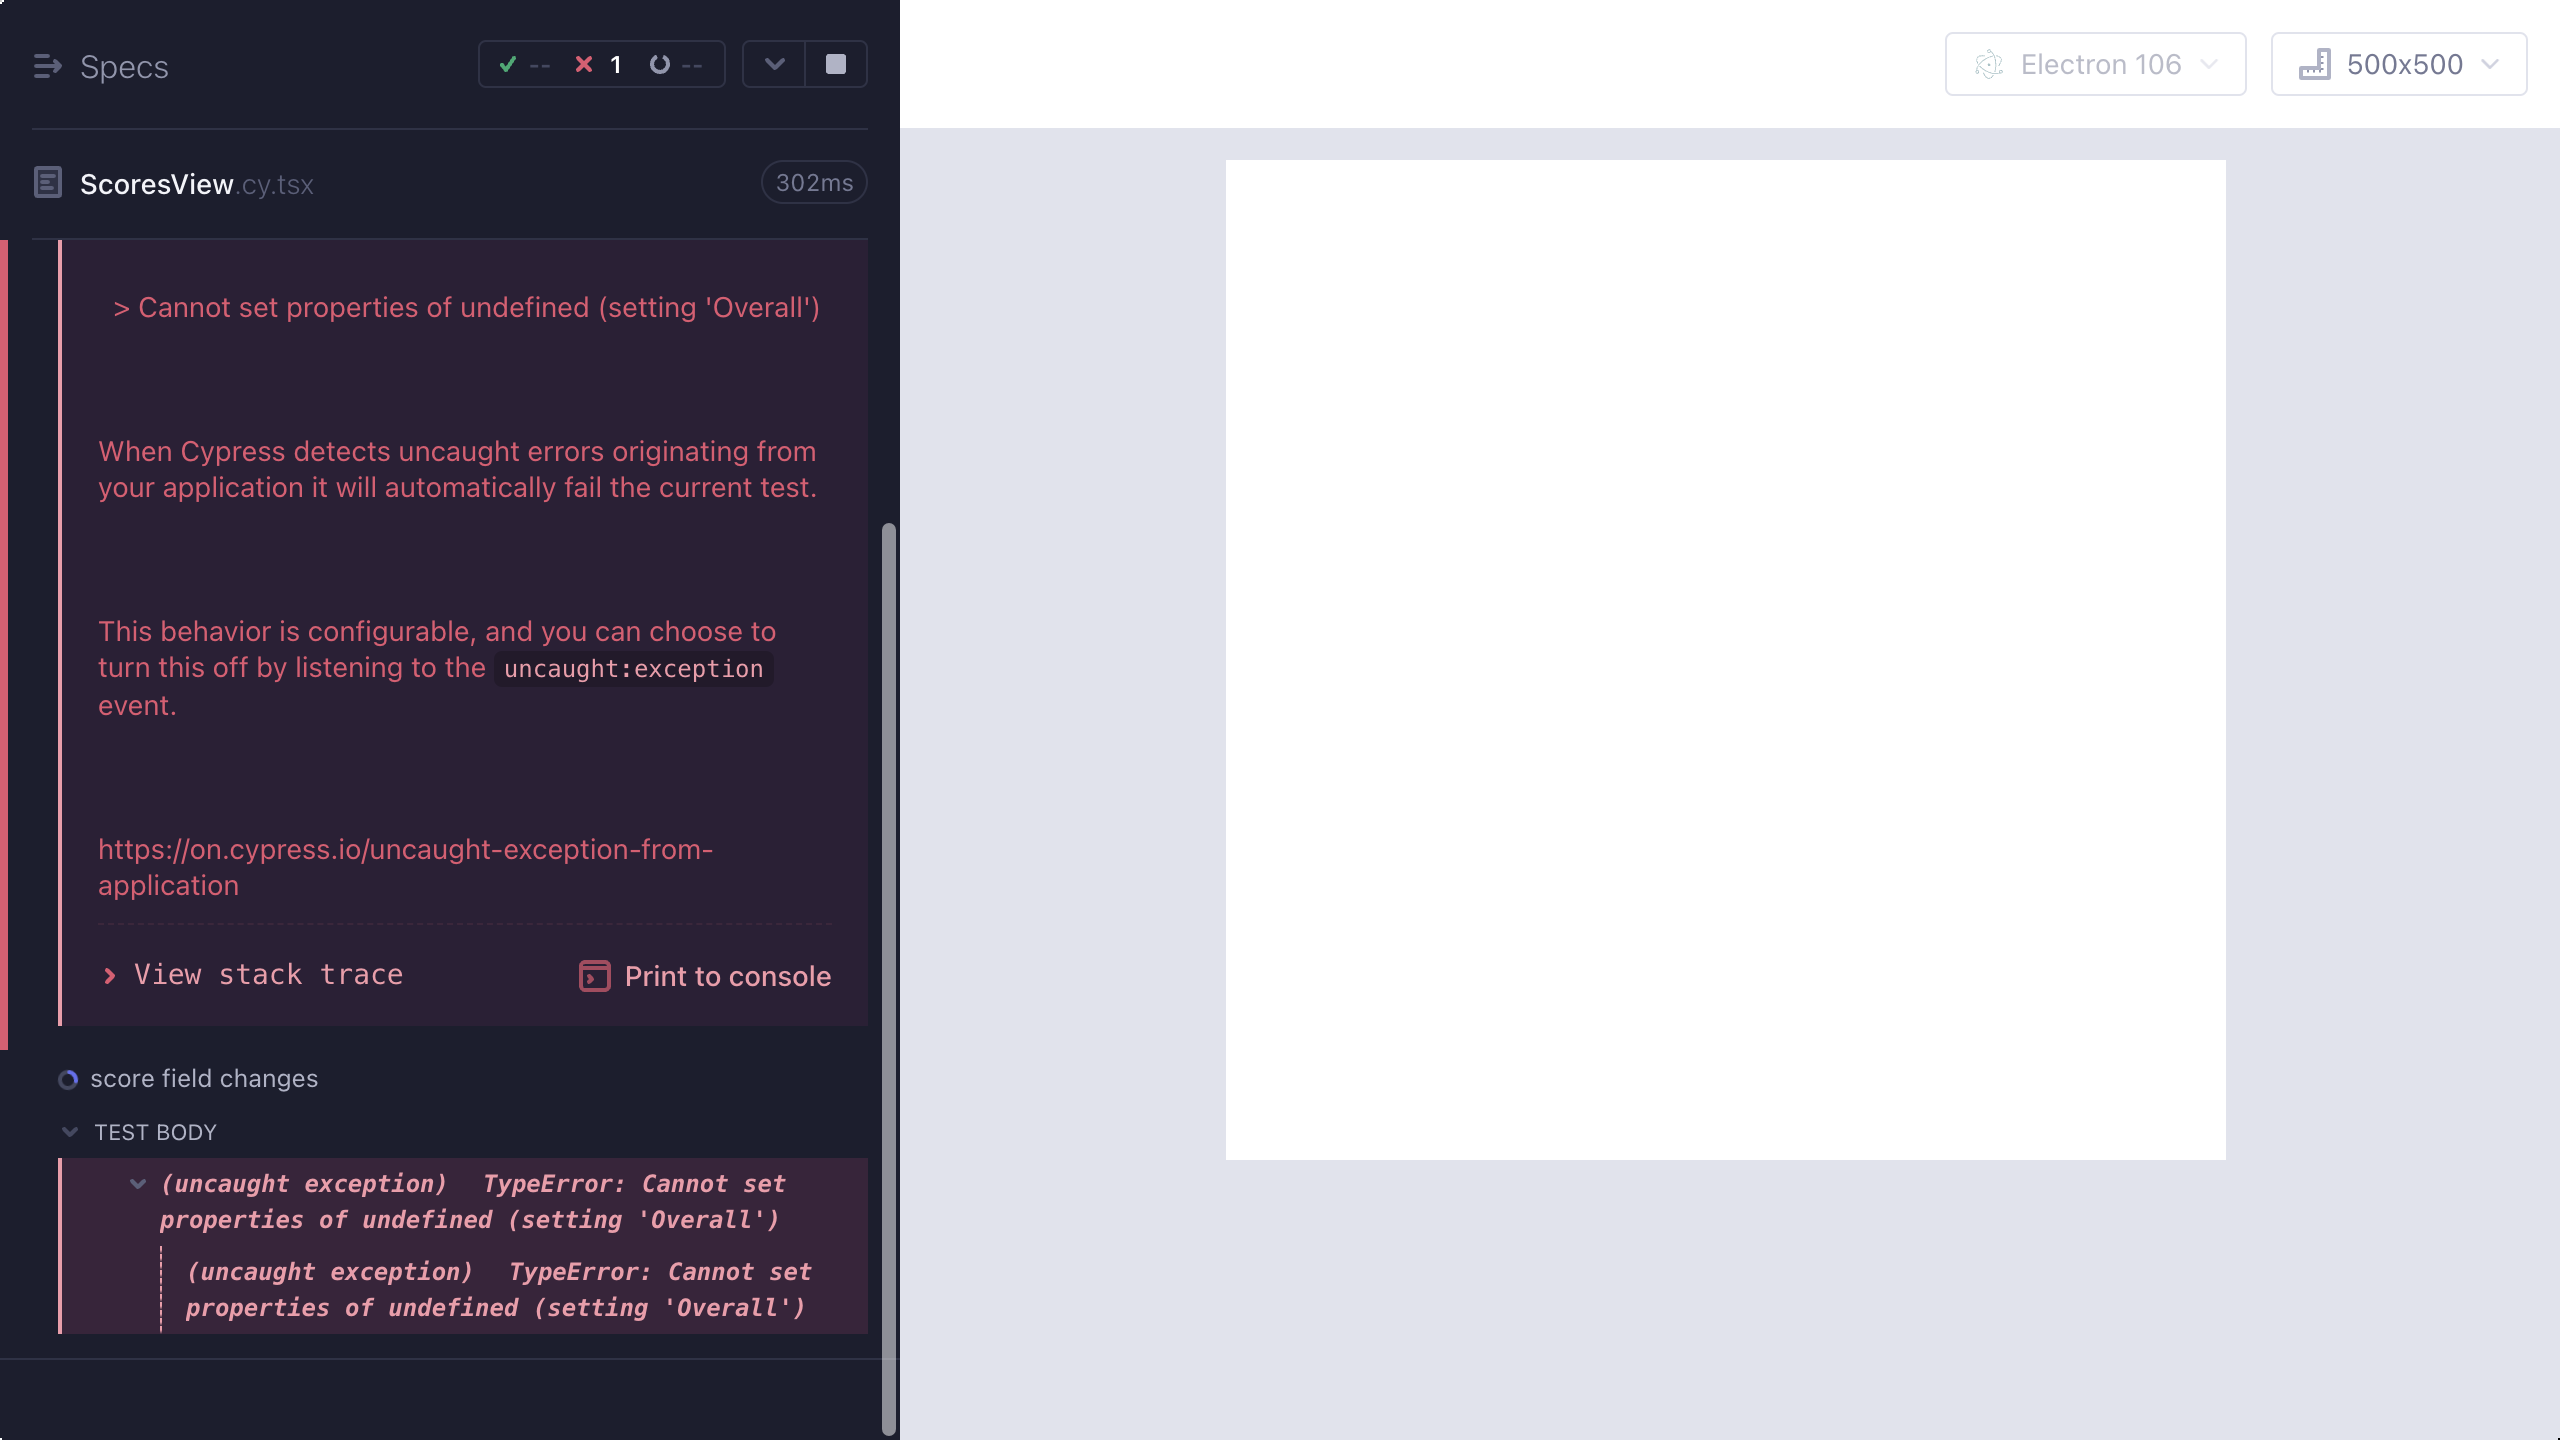 Specs
-- 1 --
Electron 106
500x500
ScoresView.cy.tsx
302ms
> Cannot set properties of undefined (setting 'Overall')
When Cypress detects uncaught errors originating from
your application it will automatically fail the current test.
This behavior is configurable, and you can choose to
turn this off by listening to the uncaught:exception
event.
https://on.cypress.io/uncaught-exception-from-
application
View stack trace
Print to console
score field changes
TEST BODY
(uncaught exception) TypeError: Cannot set
properties of undefined (setting 'Overall')
(uncaught exception) TypeError: Cannot set
properties of undefined (setting 'Overall')